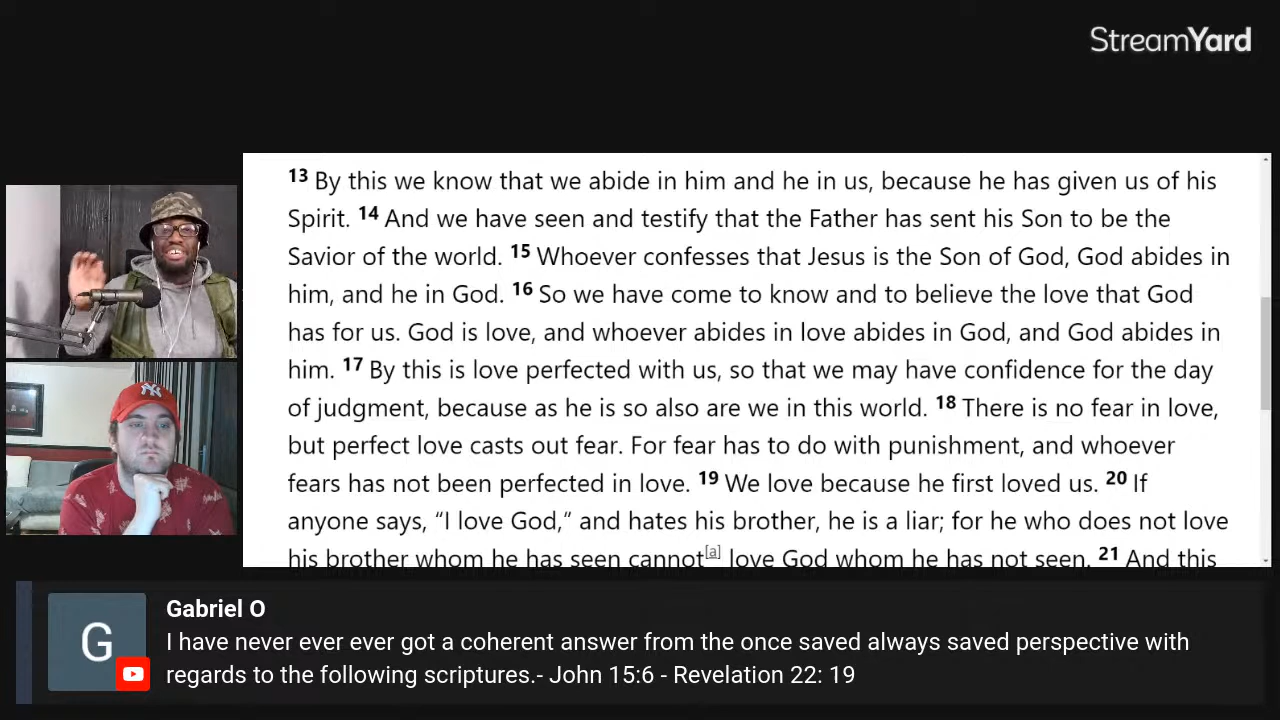 StreamYard
13 By this we know that we abide in him and he in us, because he has given us of his
Spirit. 14 And we have seen and testify that the Father has sent his Son to be the
Savior of the world. 15 Whoever confesses that Jesus is the Son of God, God abides in
him, and he in God. 16 So we have come to know and to believe the love that God
has for us. God is love, and whoever abides in love abides in God, and God abides in
him. 17 By this is love perfected with us, so that we may have confidence for the day
of judgment, because as he is so also are we in this world. 18 There is no fear in love,
but perfect love casts out fear. For fear has to do with punishment, and whoever
fears has not been perfected in love. 19 We love because he first loved us. 20 If
anyone says, “I love God,” and hates his brother, he is a liar; for he who does not love
his brother whom he has seen cannot[a] love God whom he has not seen. 21 And this
G
Gabriel O
I have never ever ever got a coherent answer from the once saved always saved perspective with
regards to the following scriptures.- John 15:6 - Revelation 22: 19
NY